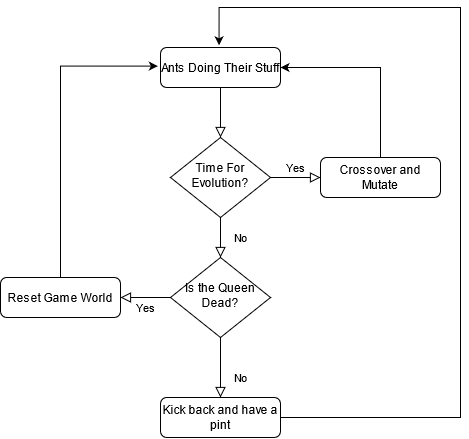 Ants Doing Their Stuff
Time For
Evolution?
Yes
Crossover and
Mutate
No
Is the Queen
Dead?
Yes
Reset Game World
No
Kick back and have a
pint